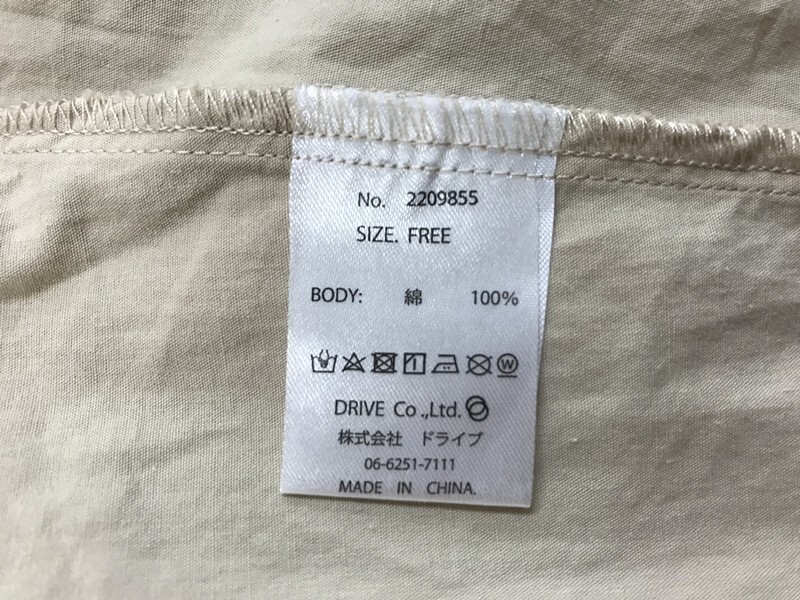 No. 2209855
SIZE. FREE
BODY: 綿 100%
DRIVE Co .,Ltd.
株式会社 ドライブ
06-6251-7111
MADE IN CHINA.